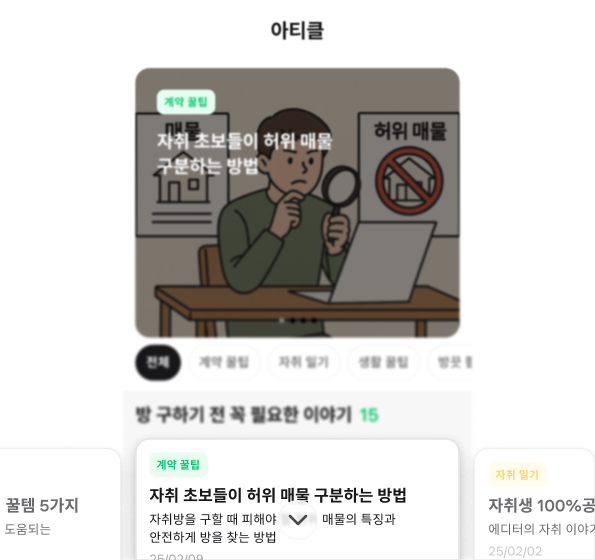 아티클
계약 꿀팁
매물
허위 매물
자취 초보들이 허위 매물
구분하는 방법
전체
계약 꿀팁
자취 일기
생활 꿀팁
방끗
방 구하기 전 꼭 필요한 이야기 15
계약 꿀팁
자취 초보들이 허위 매물 구분하는 방법
자취방을 구할 때 피해야 매물의 특징과
안전하게 방을 찾는 방법
25/02/09
꿀템 5가지
도움되는
자취 일기
자취생 100%공
에디터의 자취 이야기
25/02/02